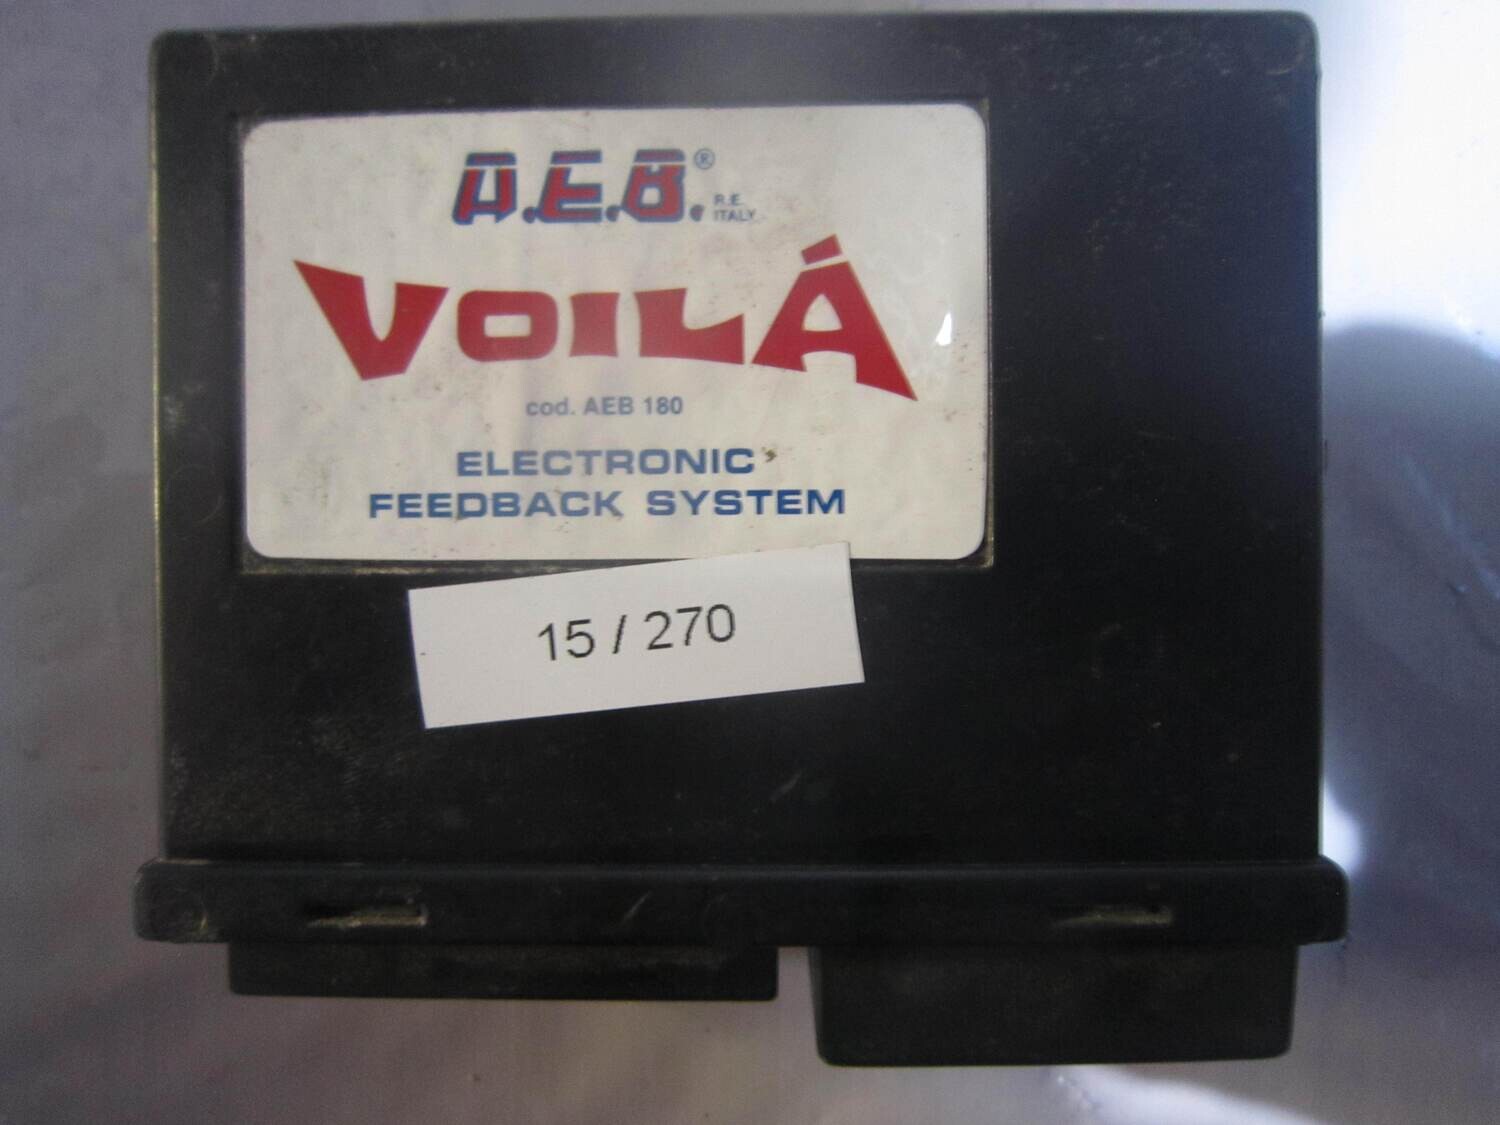 A.E.B.® R.E.
ITALY
VOILÁ
cod. AEB 180
ELECTRONIC
FEEDBACK SYSTEM
15 / 270